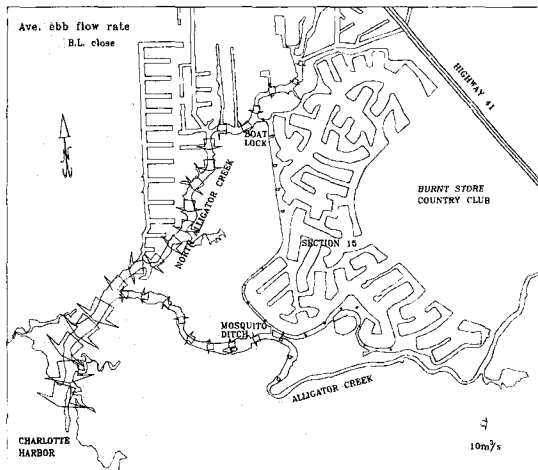 Ave. ebb flow rate
B.L. close
HIGHWAY 41
BOAT
LOCK
BURNT STORE
COUNTRY CLUB
NORTH ALLIGATOR CREEK
SECTION 15
MOSQUITO
DITCH
ALLIGATOR CREEK
CHARLOTTE
HARBOR
10m³/s